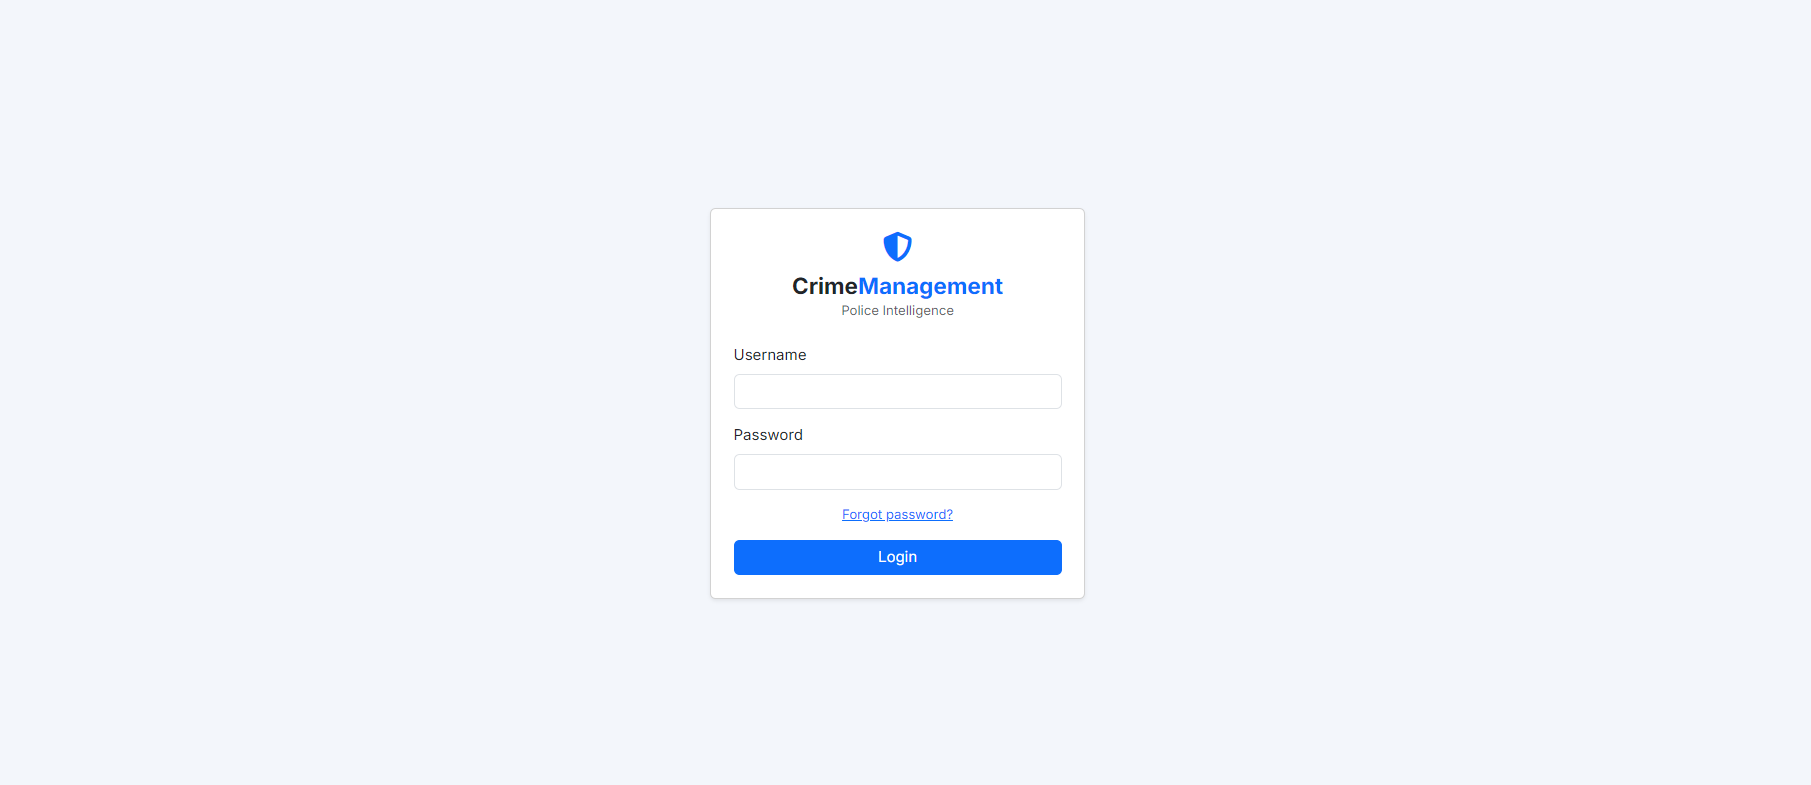 CrimeManagement
Police Intelligence
Username
Password
Forgot password?
Login